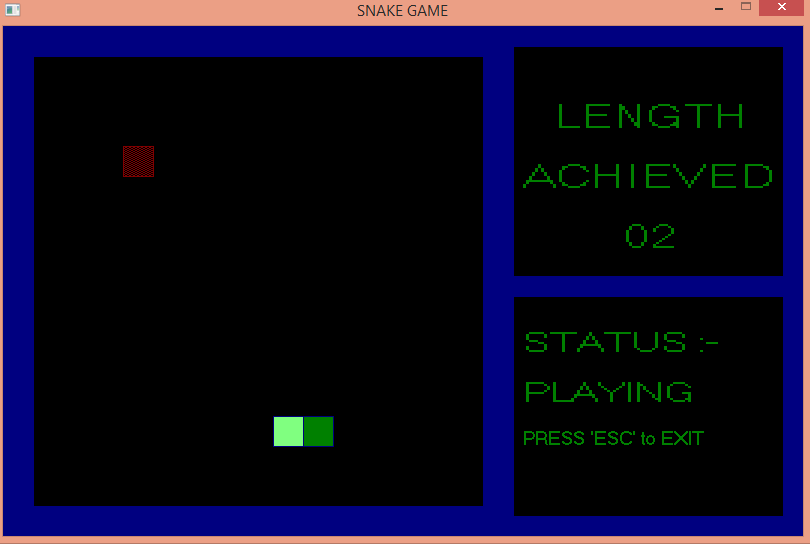 SNAKE GAME
LENGTH
ACHIEVED
02
STATUS :-
PLAYING
PRESS 'ESC' to EXIT